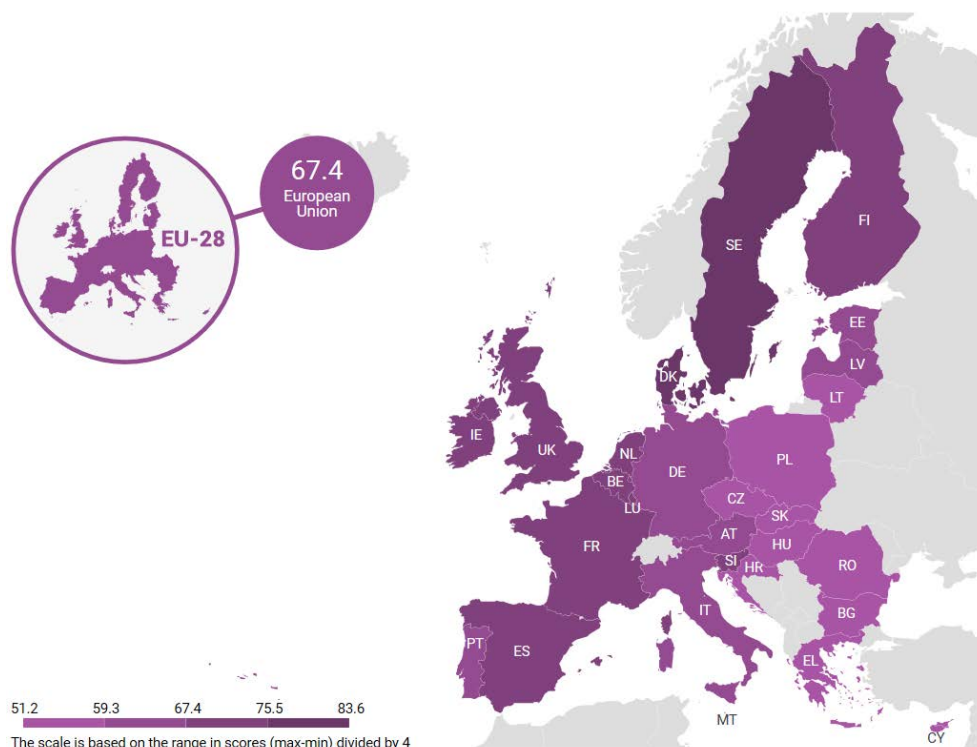 67.4
European
Union
EU-28
FI
SE
EE
LV
DK
LT
IE
UK
NL
PL
BE
DE
LU
CZ
SK
AT
HU
FR
SI
HR
RO
IT
BG
PT
ES
EL
MT
CY
51.2 59.3 67.4 75.5 83.6
The scale is based on the range in scores (max-min) divided by 4